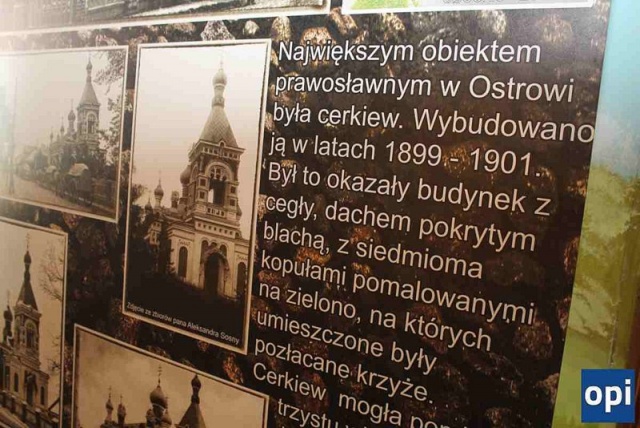 Największym obiektem
prawosławnym w Ostrowi
była cerkiew. Wybudowano
ją w latach 1899 - 1901.
Był to okazały budynek z
cegły, dachem pokrytym
blachą, z siedmioma
kopułami pomalowanymi
na zielono, na których
umieszczone były
pozłacane krzyże.
Cerkiew mogła
trzystu
Zdjęcie ze zbiorów pana Aleksandra Sosny
opi